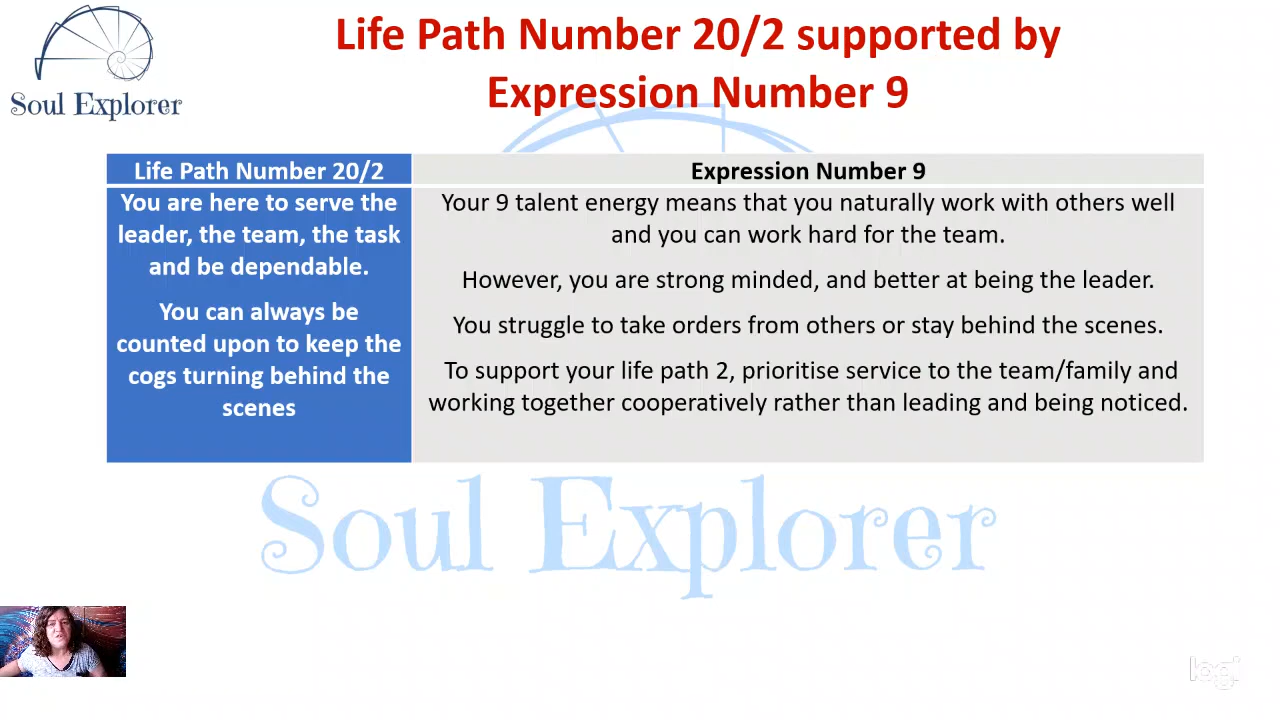 Life Path Number 20/2 supported by
Expression Number 9
Soul Explorer
Life Path Number 20/2
Expression Number 9
You are here to serve the
leader, the team, the task
and be dependable.
You can always be
counted upon to keep the
cogs turning behind the
scenes
Your 9 talent energy means that you naturally work with others well
and you can work hard for the team.
However, you are strong minded, and better at being the leader.
You struggle to take orders from others or stay behind the scenes.
To support your life path 2, prioritise service to the team/family and
working together cooperatively rather than leading and being noticed.
Soul Explorer